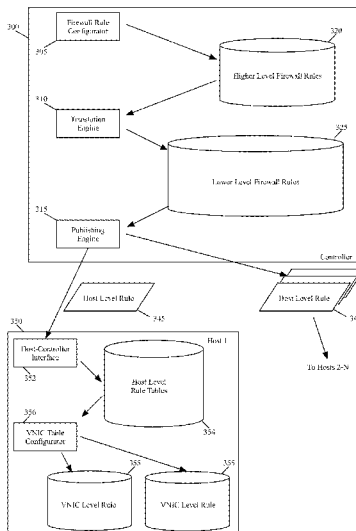 300
Firewall Rule
Configurator
305
320
Higher Level Firewall Rules
310
Translation
Engine
325
Lower Level Firewall Rules
315
Publishing
Engine
Controller
Host Level Rule
345
Host Level Rule
350
Host 1
Host-Controller
Interface
352
Host Level
Rule Tables
354
To Hosts 2-N
356
VNIC Table
Configurator
355
355
VNIC Level Rule
VNIC Level Rule